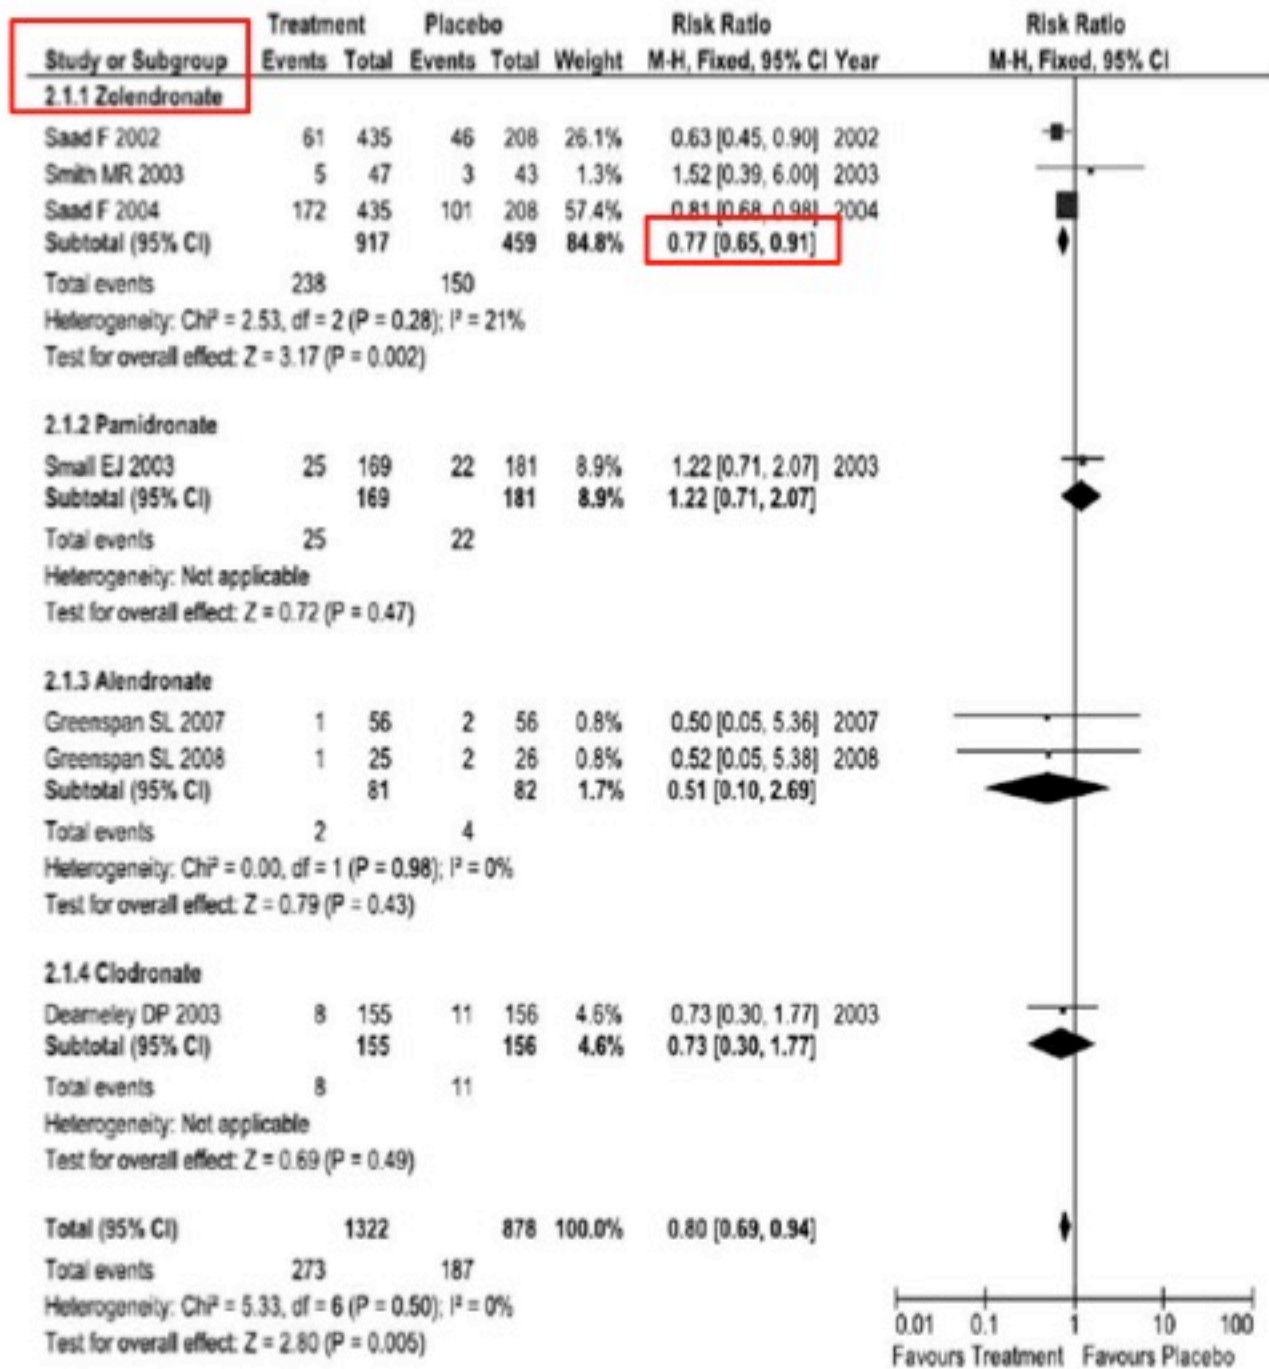 Treatment Placebo Risk Ratio Risk Ratio
Study or Subgroup Events Total Events Total Weight M-H, Fixed, 95% CI Year M-H, Fixed, 95% CI
2.1.1 Zolendronate
Saad F 2002 61 435 46 208 26.1% 0.63 [0.45, 0.90] 2002
Smith MR 2003 5 47 3 43 1.3% 1.52 [0.39, 6.00] 2003
Saad F 2004 172 435 101 208 57.4% 0.81 [0.68, 0.98] 2004
Subtotal (95% CI) 917 459 84.8% 0.77 [0.65, 0.91]
Total events 238 150
Heterogeneity: Chi² = 2.53, df = 2 (P = 0.28); I² = 21%
Test for overall effect: Z = 3.17 (P = 0.002)
2.1.2 Pamidronate
Small EJ 2003 25 169 22 181 8.9% 1.22 [0.71, 2.07] 2003
Subtotal (95% CI) 169 181 8.9% 1.22 [0.71, 2.07]
Total events 25 22
Heterogeneity: Not applicable
Test for overall effect: Z = 0.72 (P = 0.47)
2.1.3 Alendronate
Greenspan SL 2007 1 56 2 56 0.8% 0.50 [0.05, 5.36] 2007
Greenspan SL 2008 1 25 2 26 0.8% 0.52 [0.05, 5.38] 2008
Subtotal (95% CI) 81 82 1.7% 0.51 [0.10, 2.69]
Total events 2 4
Heterogeneity: Chi² = 0.00, df = 1 (P = 0.98); I² = 0%
Test for overall effect: Z = 0.79 (P = 0.43)
2.1.4 Clodronate
Dearneley DP 2003 8 155 11 156 4.6% 0.73 [0.30, 1.77] 2003
Subtotal (95% CI) 155 156 4.6% 0.73 [0.30, 1.77]
Total events 8 11
Heterogeneity: Not applicable
Test for overall effect: Z = 0.69 (P = 0.49)
Total (95% CI) 1322 878 100.0% 0.80 [0.69, 0.94]
Total events 273 187
Heterogeneity: Chi² = 5.33, df = 6 (P = 0.50); I² = 0%
Test for overall effect: Z = 2.80 (P = 0.005)
0.01 0.1 1 10 100
Favours Treatment Favours Placebo